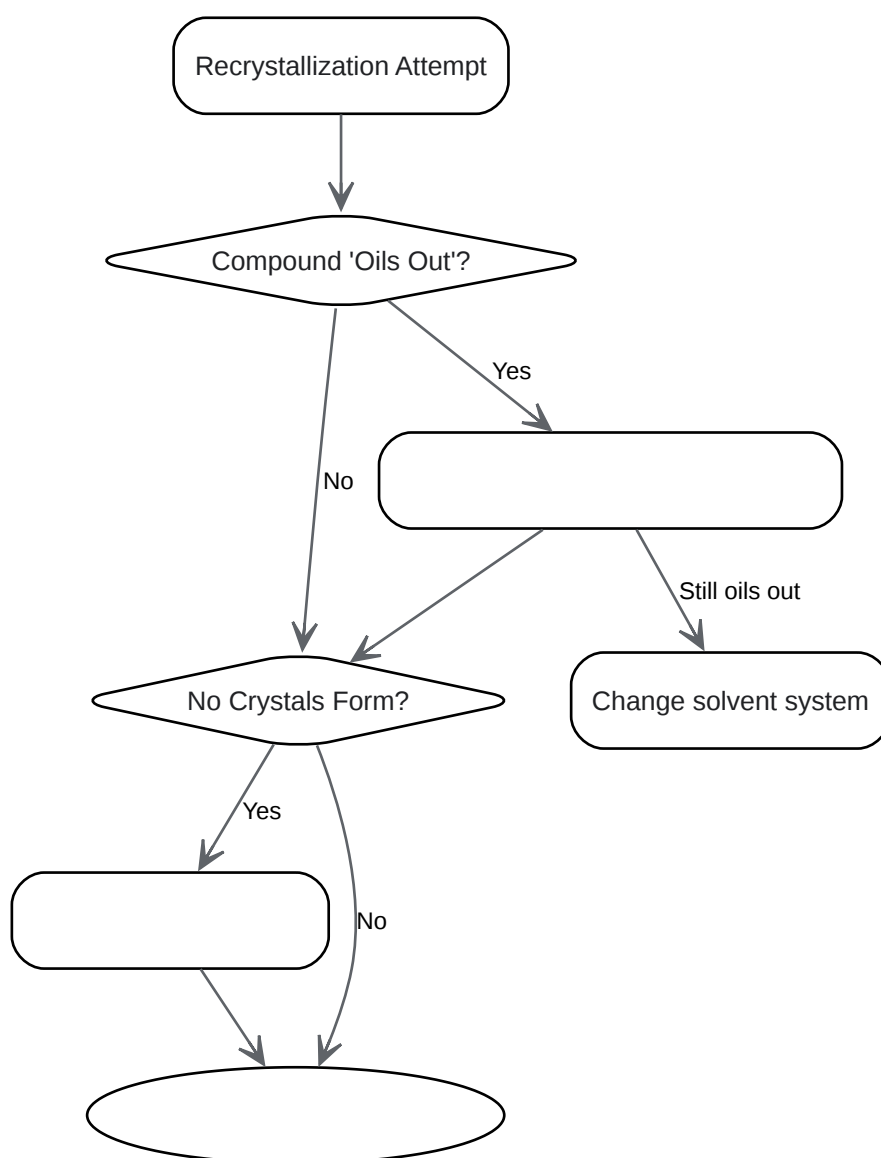 Recrystallization Attempt
Compound 'Oils Out'?
Yes
No
Still oils out
No Crystals Form?
Change solvent system
Yes
No